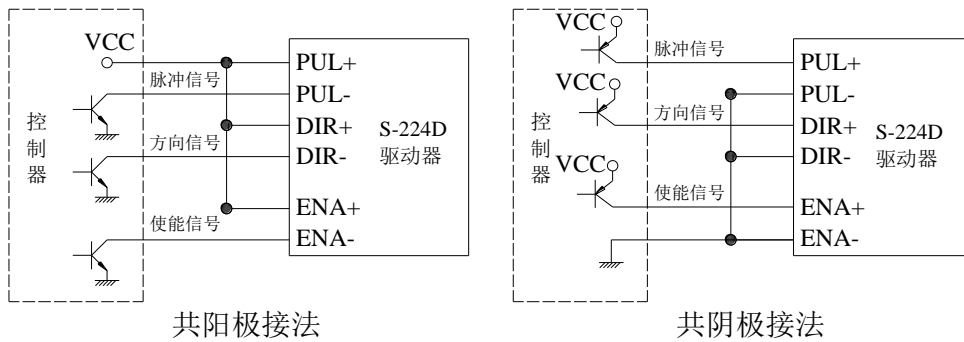 VCC
脉冲信号
方向信号
使能信号
控制器
PUL+
PUL-
DIR+
DIR-
ENA+
ENA-
S-224D
驱动器
共阳极接法
VCC
VCC
VCC
脉冲信号
方向信号
使能信号
控制器
PUL+
PUL-
DIR+
DIR-
ENA+
ENA-
S-224D
驱动器
共阴极接法